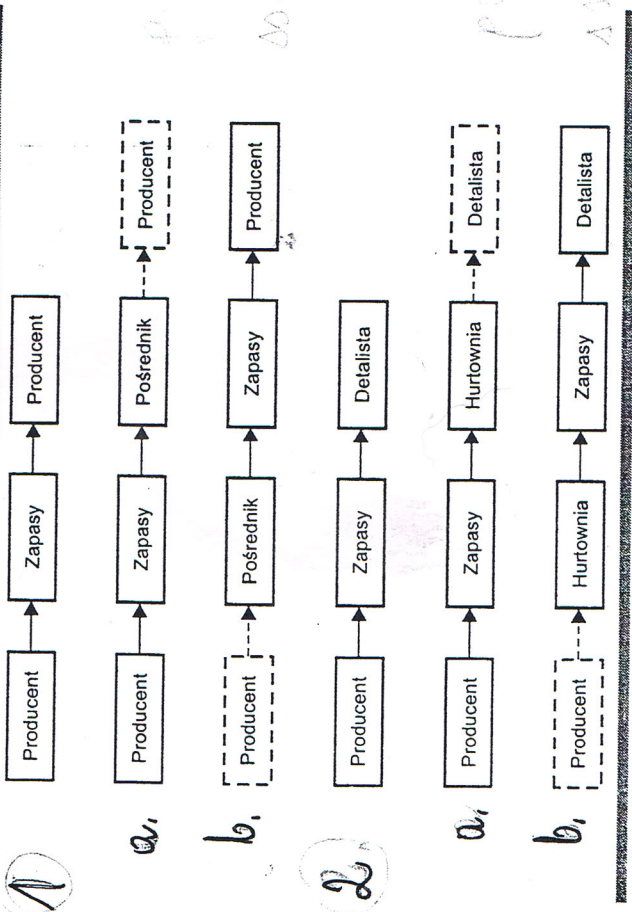 1
Producent Zapasy Producent
a, Producent Zapasy Pośrednik Producent
b, Producent Pośrednik Zapasy Producent
2.
Producent Zapasy Detalista
a, Producent Zapasy Hurtownia Detalista
b, Producent Hurtownia Zapasy Detalista